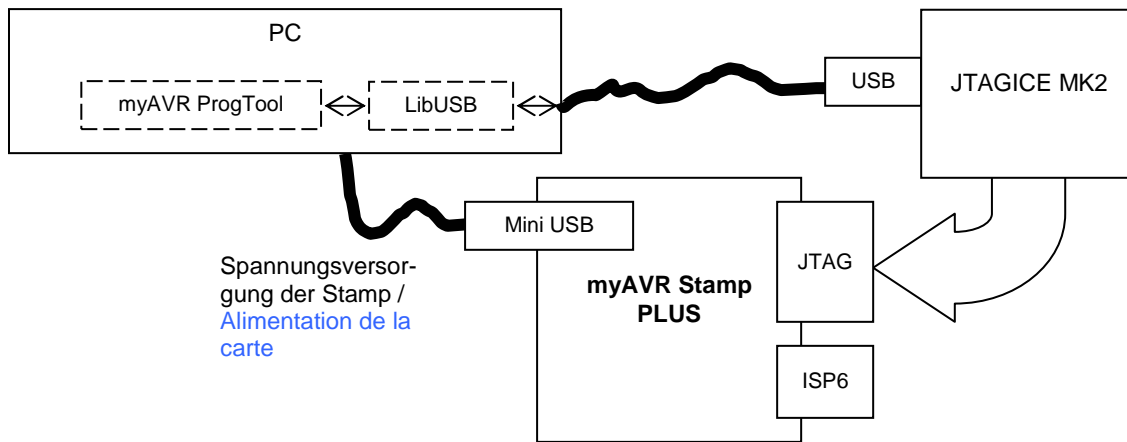 PC
myAVR ProgTool
LibUSB
USB
JTAGICE MK2
Mini USB
JTAG
myAVR Stamp
PLUS
ISP6
Spannungsversor-
gung der Stamp /
Alimentation de la
carte